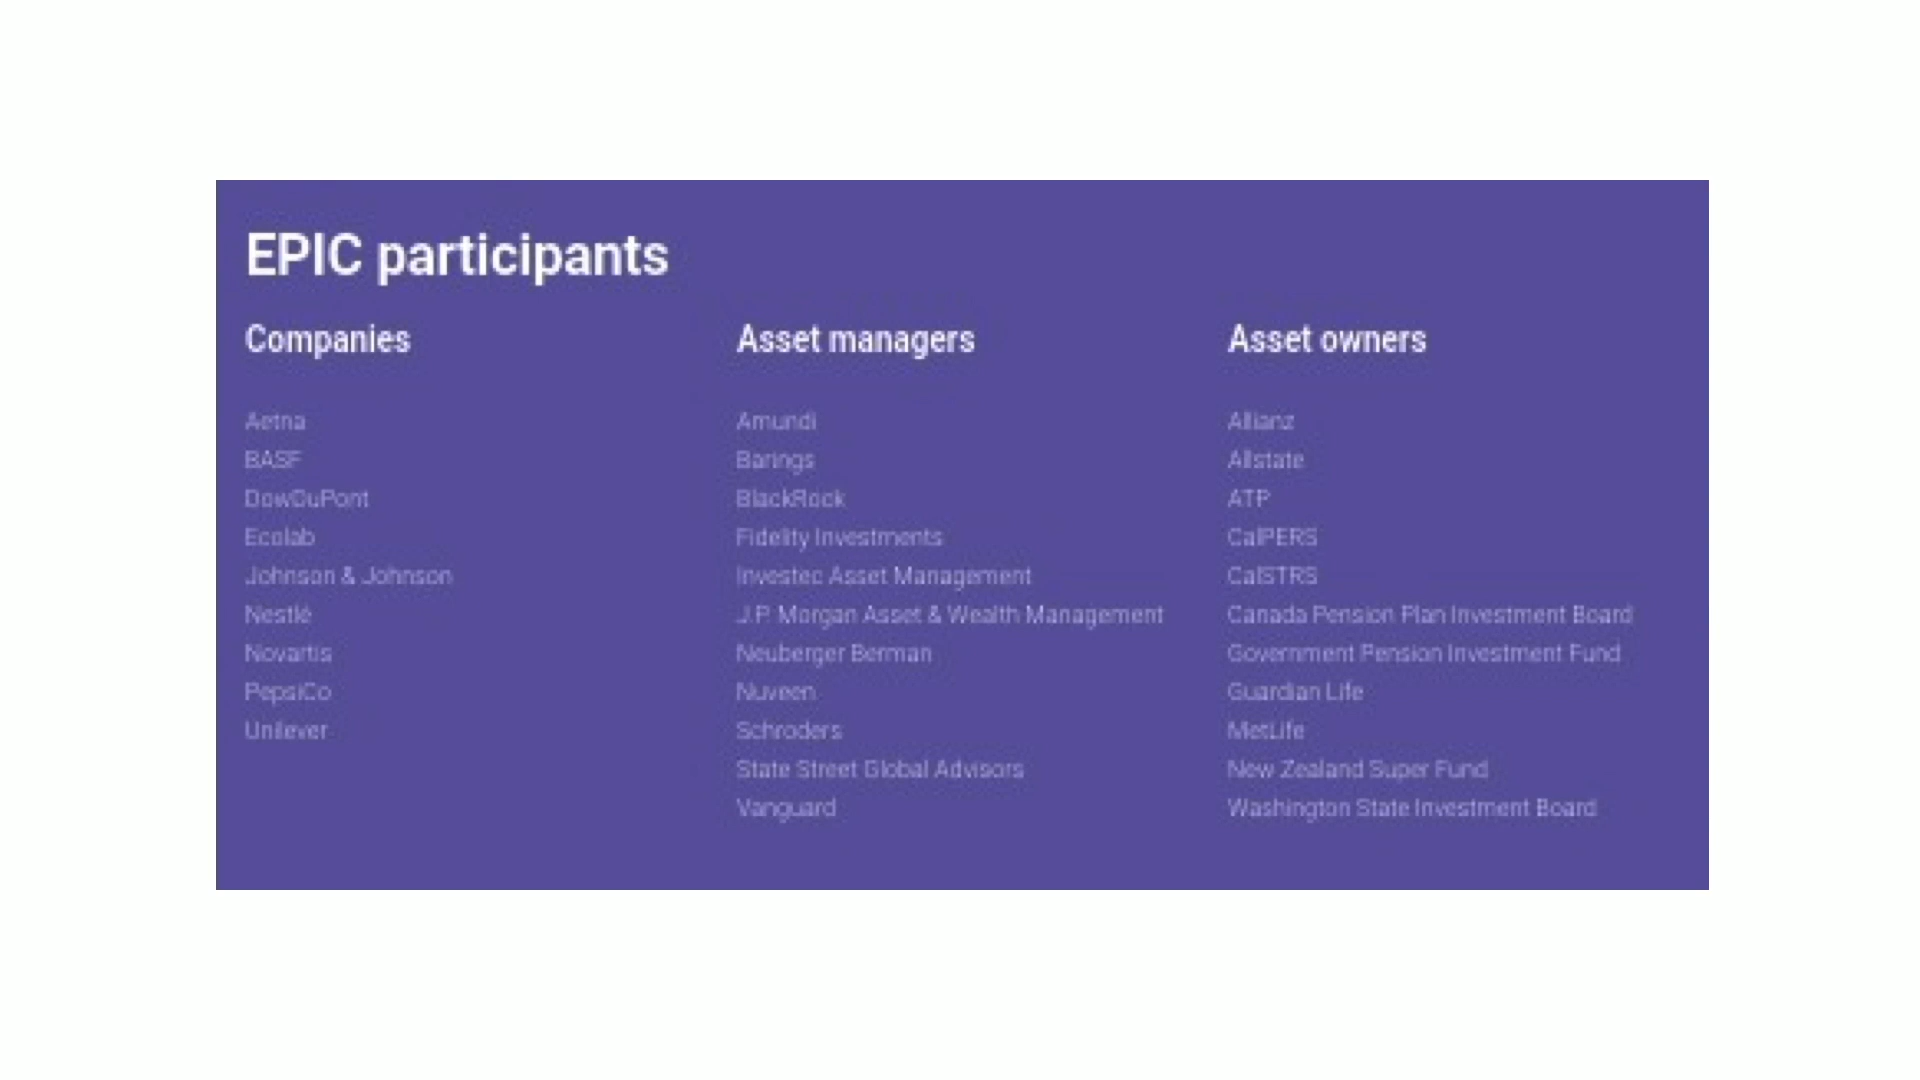 EPIC participants
Companies
Aetna
BASF
DowDuPont
Ecolab
Johnson & Johnson
Nestlé
Novartis
PepsiCo
Unilever
Asset managers
Amundi
Barings
BlackRock
Fidelity Investments
Investec Asset Management
J.P. Morgan Asset & Wealth Management
Neuberger Berman
Nuveen
Schroders
State Street Global Advisors
Vanguard
Asset owners
Allianz
Allstate
ATP
CalPERS
CalSTRS
Canada Pension Plan Investment Board
Government Pension Investment Fund
Guardian Life
MetLife
New Zealand Super Fund
Washington State Investment Board